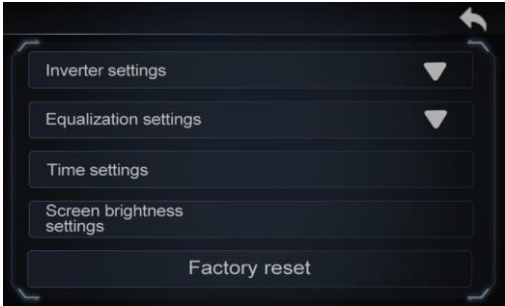 Inverter settings
Equalization settings
Time settings
Screen brightness
settings
Factory reset